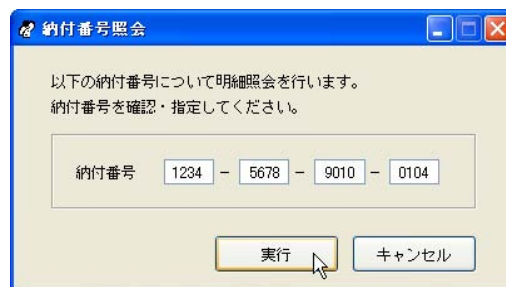 納付番号照会
以下の納付番号について明細照会を行います。
納付番号を確認・指定してください。
納付番号 1234 - 5678 - 9010 - 0104
実行 キャンセル